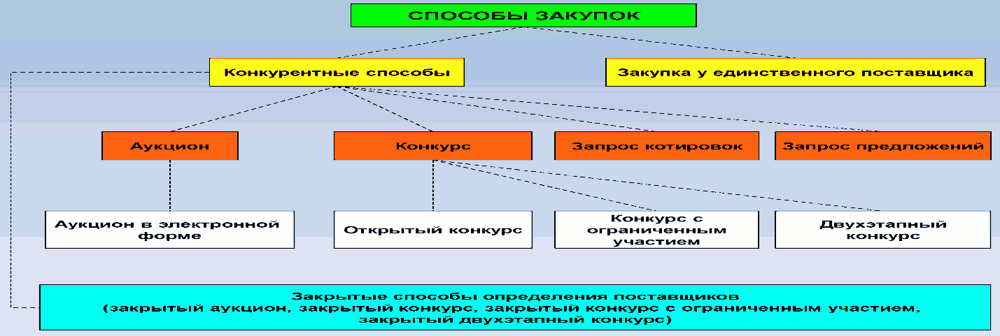 СПОСОБЫ ЗАКУПОК
Конкурентные способы
Закупка у единственного поставщика
Аукцион
Конкурс
Запрос котировок
Запрос предложений
Аукцион в электронной
форме
Открытый конкурс
Конкурс с
ограниченным
участием
Двухэтапный
конкурс
Закрытые способы определения поставщиков
(закрытый аукцион, закрытый конкурс, закрытый конкурс с ограниченным участием,
закрытый двухэтапный конкурс)